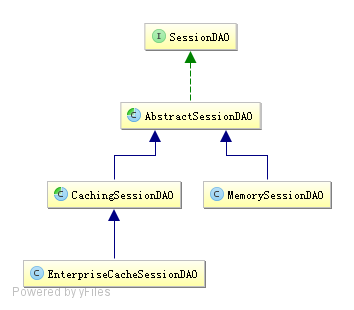 I SessionDAO
C AbstractSessionDAO
C CachingSessionDAO
C MemorySessionDAO
C EnterpriseCacheSessionDAO
Powered by yFiles